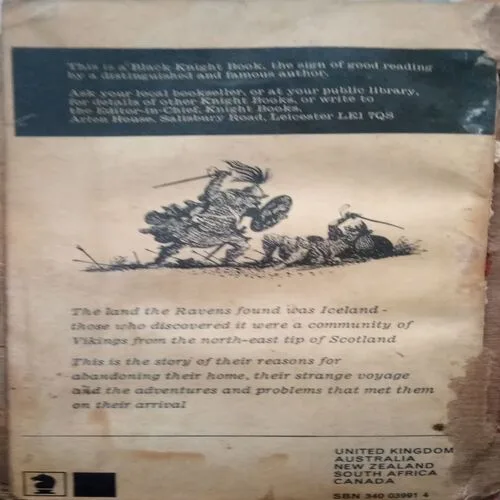 This is a Black Knight Book, the sign of good reading
by a distinguished and famous author.
Ask your local bookseller, or at your public library,
for details of other Knight Books, or write to
the Editor-in-Chief, Knight Books,
Arten House, Salisbury Road, Leicester LE1 7QS
The land the Ravens found was Iceland -
those who discovered it were a community of
Vikings from the north-east tip of Scotland
This is the story of their reasons for
abandoning their home, their strange voyage
and the adventures and problems that met them
on their arrival
UNITED KINGDOM
AUSTRALIA
NEW ZEALAND
SOUTH AFRICA
CANADA
SBN 340 03991 4